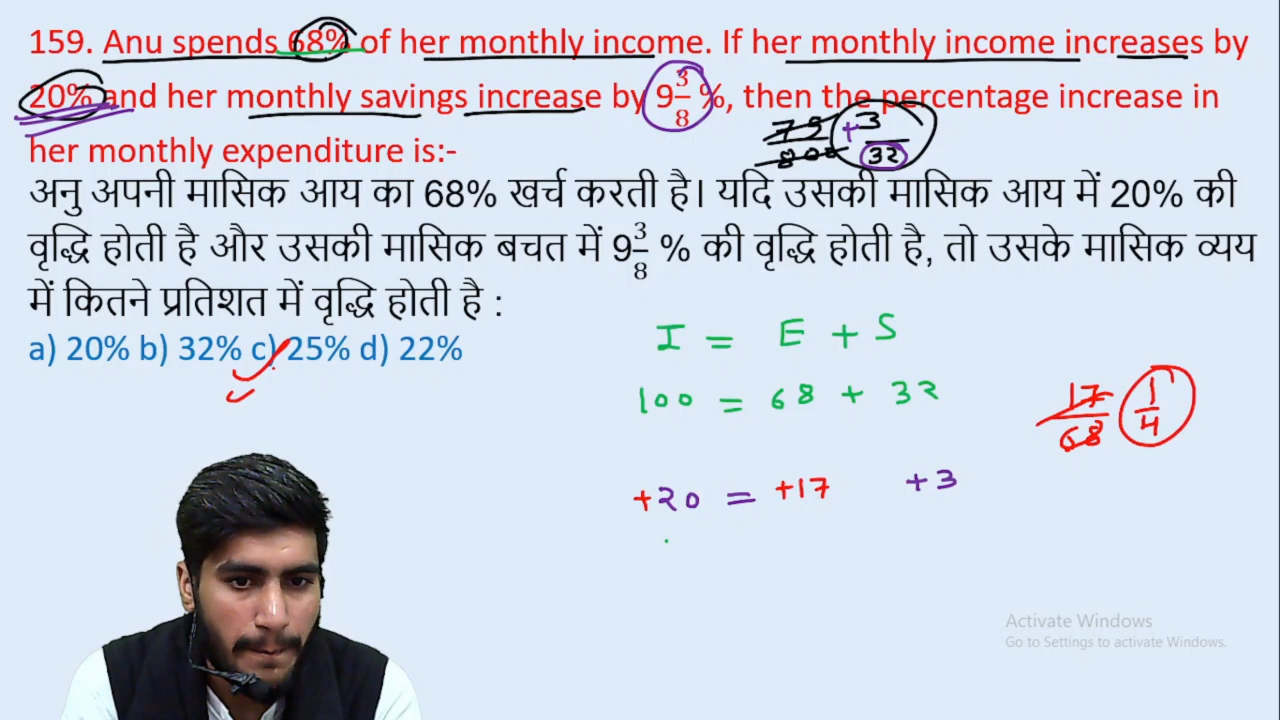 159. Anu spends 68% of her monthly income. If her monthly income increases by
20% and her monthly savings increase by 9 3/8 %, then the percentage increase in
her monthly expenditure is:-
75/800 + 3/32
अनु अपनी मासिक आय का 68% खर्च करती है। यदि उसकी मासिक आय में 20% की
वृद्धि होती है और उसकी मासिक बचत में 9 3/8 % की वृद्धि होती है, तो उसके मासिक व्यय
में कितने प्रतिशत में वृद्धि होती है :
a) 20% b) 32% c) 25% d) 22%
I = E + S
100 = 68 + 32
17/68 1/4
+20 = +17 +3
Activate Windows
Go to Settings to activate Windows.